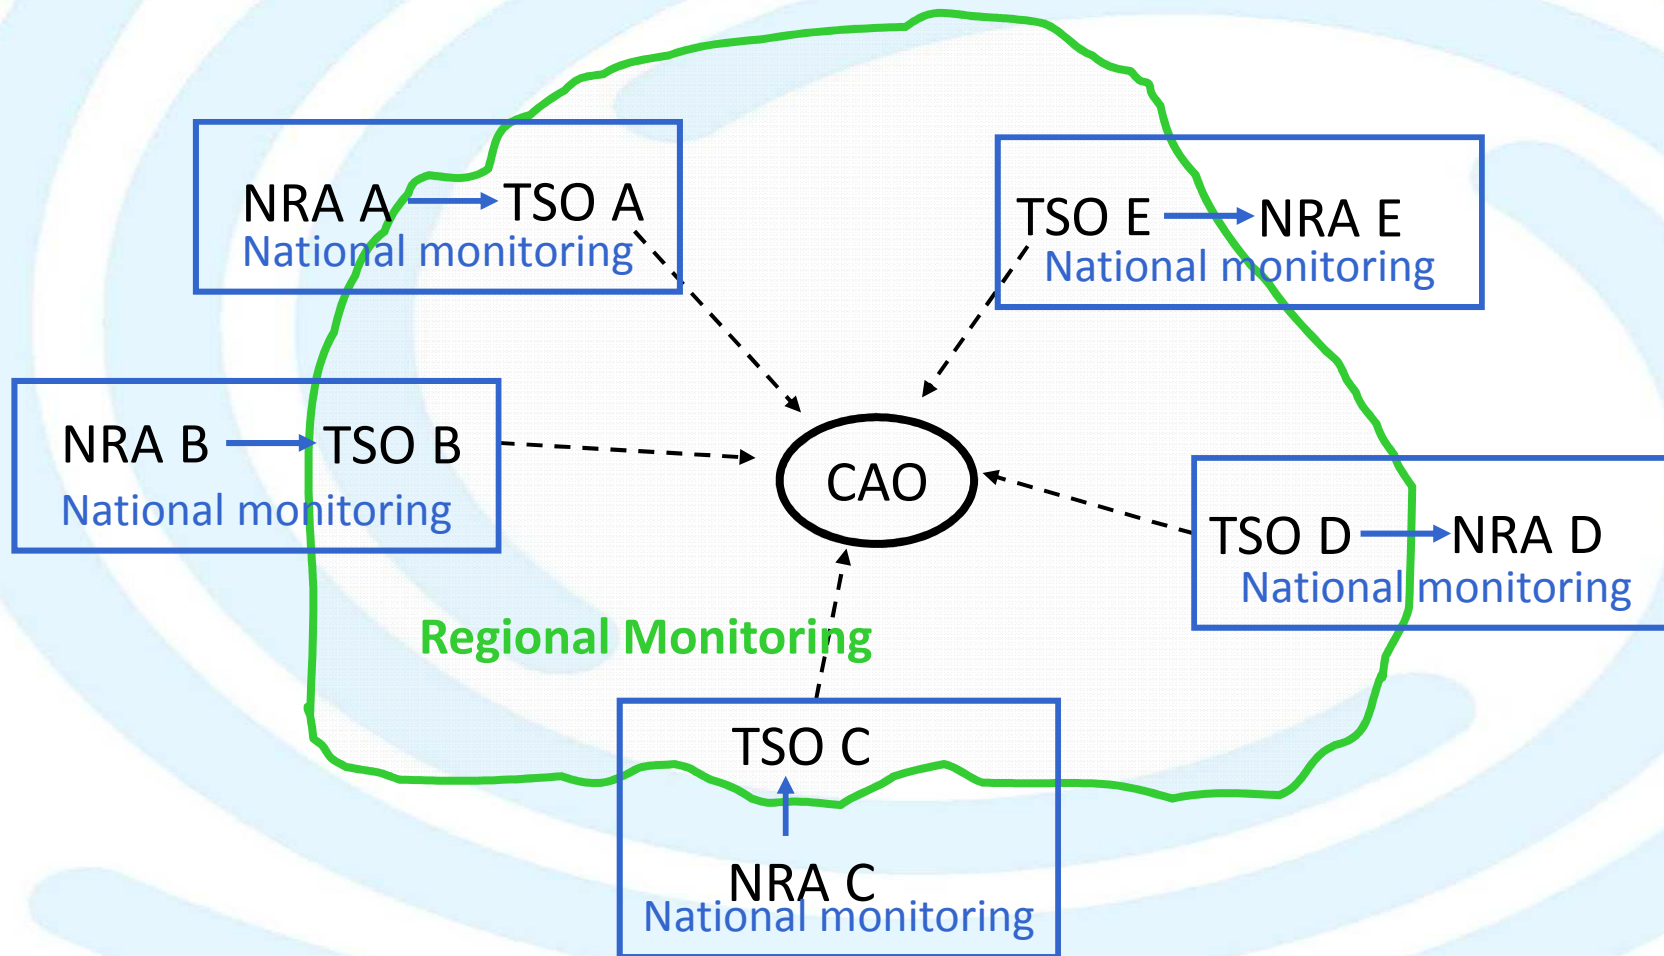 NRA A TSO A
National monitoring
TSO E NRA E
National monitoring
NRA B TSO B
National monitoring
CAO
TSO D NRA D
National monitoring
Regional Monitoring
TSO C
NRA C
National monitoring